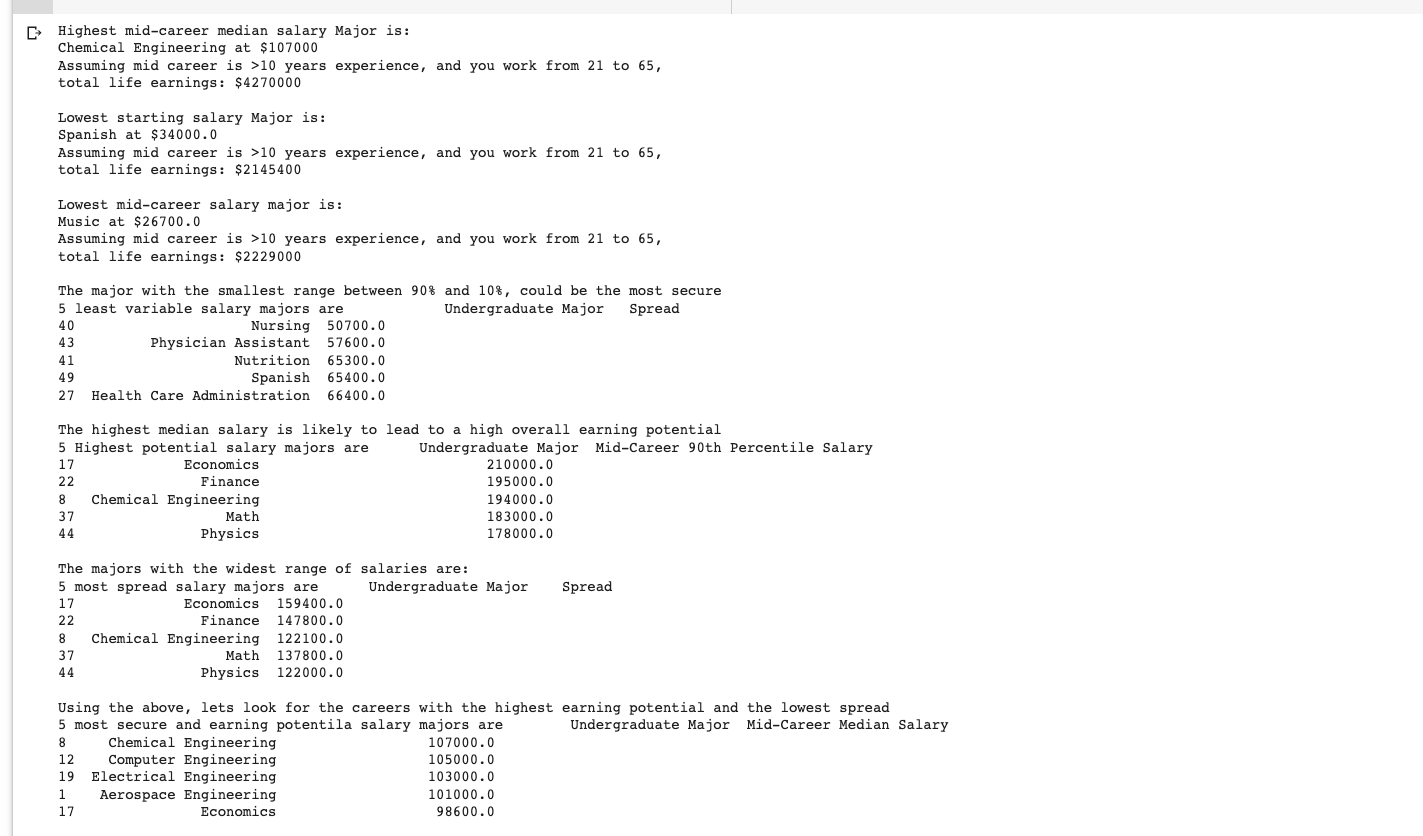 Highest mid-career median salary Major is:
Chemical Engineering at $107000
Assuming mid career is >10 years experience, and you work from 21 to 65,
total life earnings: $4270000
Lowest starting salary Major is:
Spanish at $34000.0
Assuming mid career is >10 years experience, and you work from 21 to 65,
total life earnings: $2145400
Lowest mid-career salary major is:
Music at $26700.0
Assuming mid career is >10 years experience, and you work from 21 to 65,
total life earnings: $2229000
The major with the smallest range between 90% and 10%, could be the most secure
5 least variable salary majors are Undergraduate Major Spread
40 Nursing 50700.0
43 Physician Assistant 57600.0
41 Nutrition 65300.0
49 Spanish 65400.0
27 Health Care Administration 66400.0
The highest median salary is likely to lead to a high overall earning potential
5 Highest potential salary majors are Undergraduate Major Mid-Career 90th Percentile Salary
17 Economics 210000.0
22 Finance 195000.0
8 Chemical Engineering 194000.0
37 Math 183000.0
44 Physics 178000.0
The majors with the widest range of salaries are:
5 most spread salary majors are Undergraduate Major Spread
17 Economics 159400.0
22 Finance 147800.0
8 Chemical Engineering 122100.0
37 Math 137800.0
44 Physics 122000.0
Using the above, lets look for the careers with the highest earning potential and the lowest spread
5 most secure and earning potentila salary majors are Undergraduate Major Mid-Career Median Salary
8 Chemical Engineering 107000.0
12 Computer Engineering 105000.0
19 Electrical Engineering 103000.0
1 Aerospace Engineering 101000.0
17 Economics 98600.0